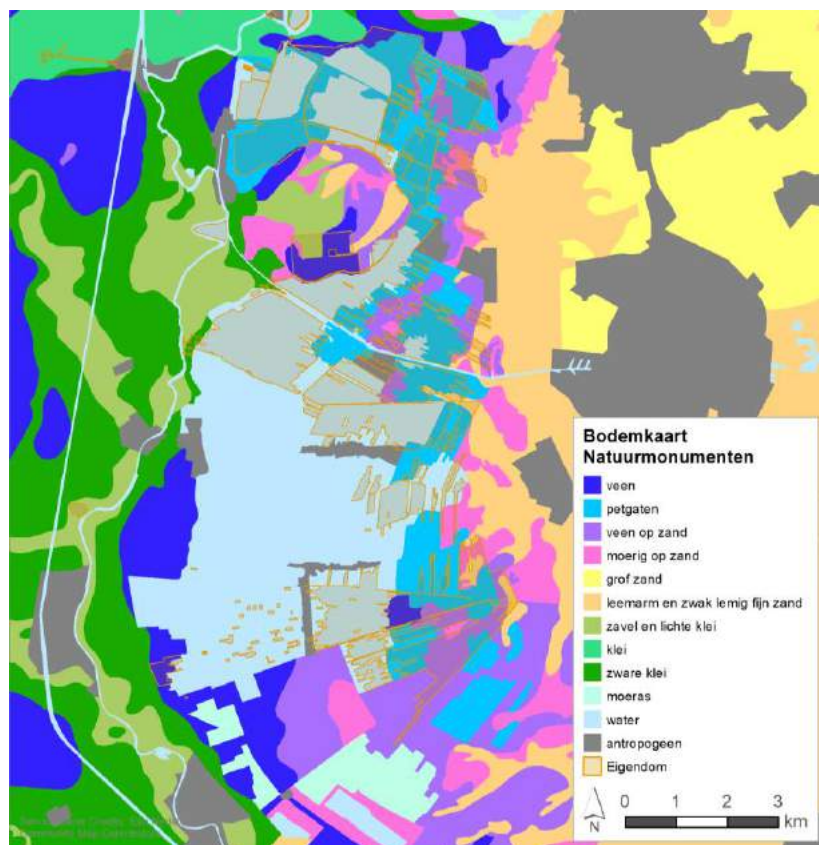 Bodemkaart
Natuurmonumenten
veen
petgaten
veen op zand
moerig op zand
grof zand
leemarm en zwak lemig fijn zand
zavel en lichte klei
klei
zware klei
moeras
water
antropogeen
Eigendom
N
0 1 2 3
km